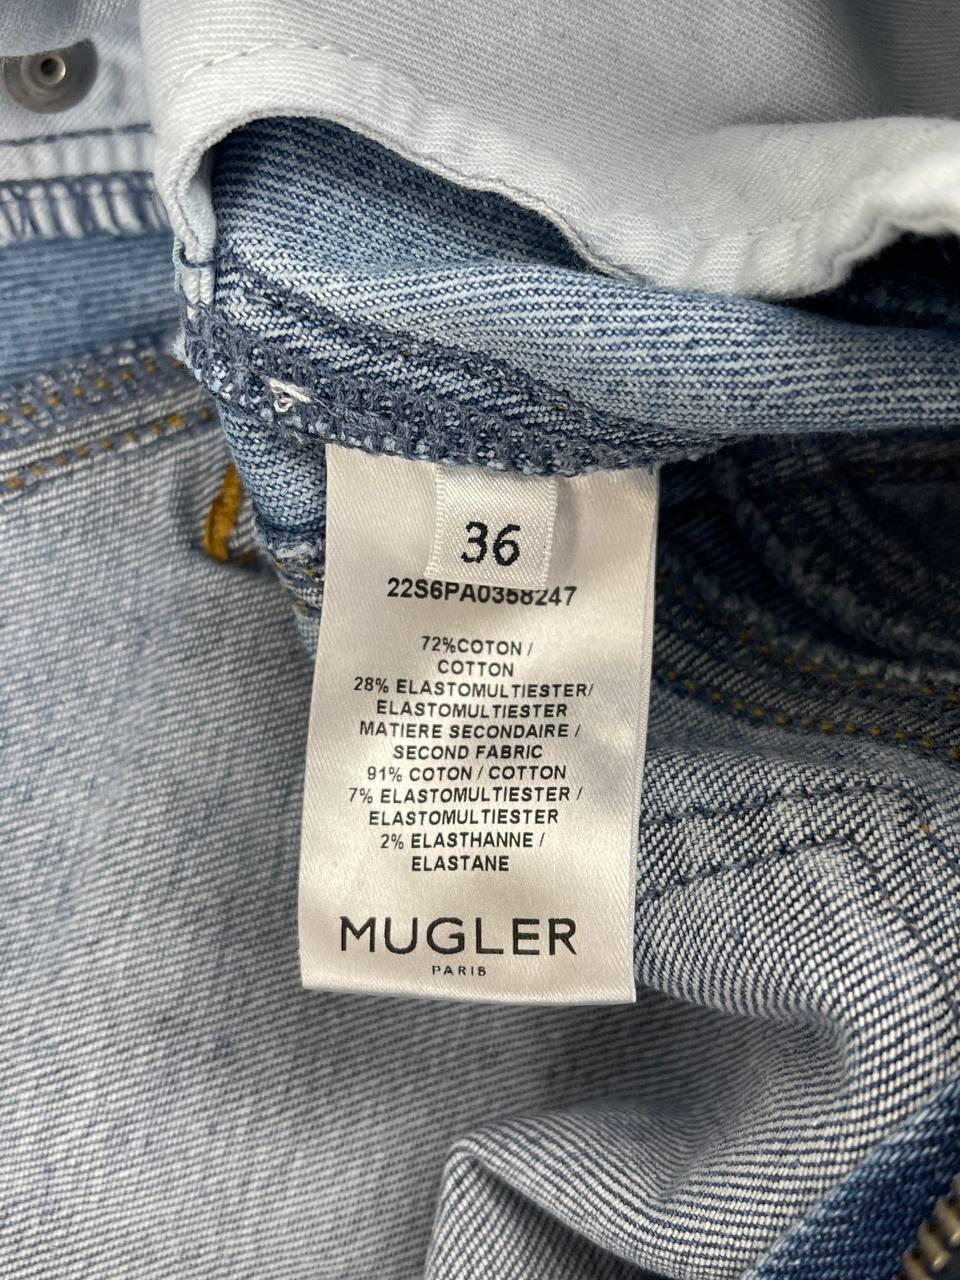 36
22S6PA0358247
72%COTON /
COTTON
28% ELASTOMULTIESTER/
ELASTOMULTIESTER
MATIERE SECONDAIRE /
SECOND FABRIC
91% COTON / COTTON
7% ELASTOMULTIESTER /
ELASTOMULTIESTER
2% ELASTHANNE /
ELASTANE
MUGLER
PARIS